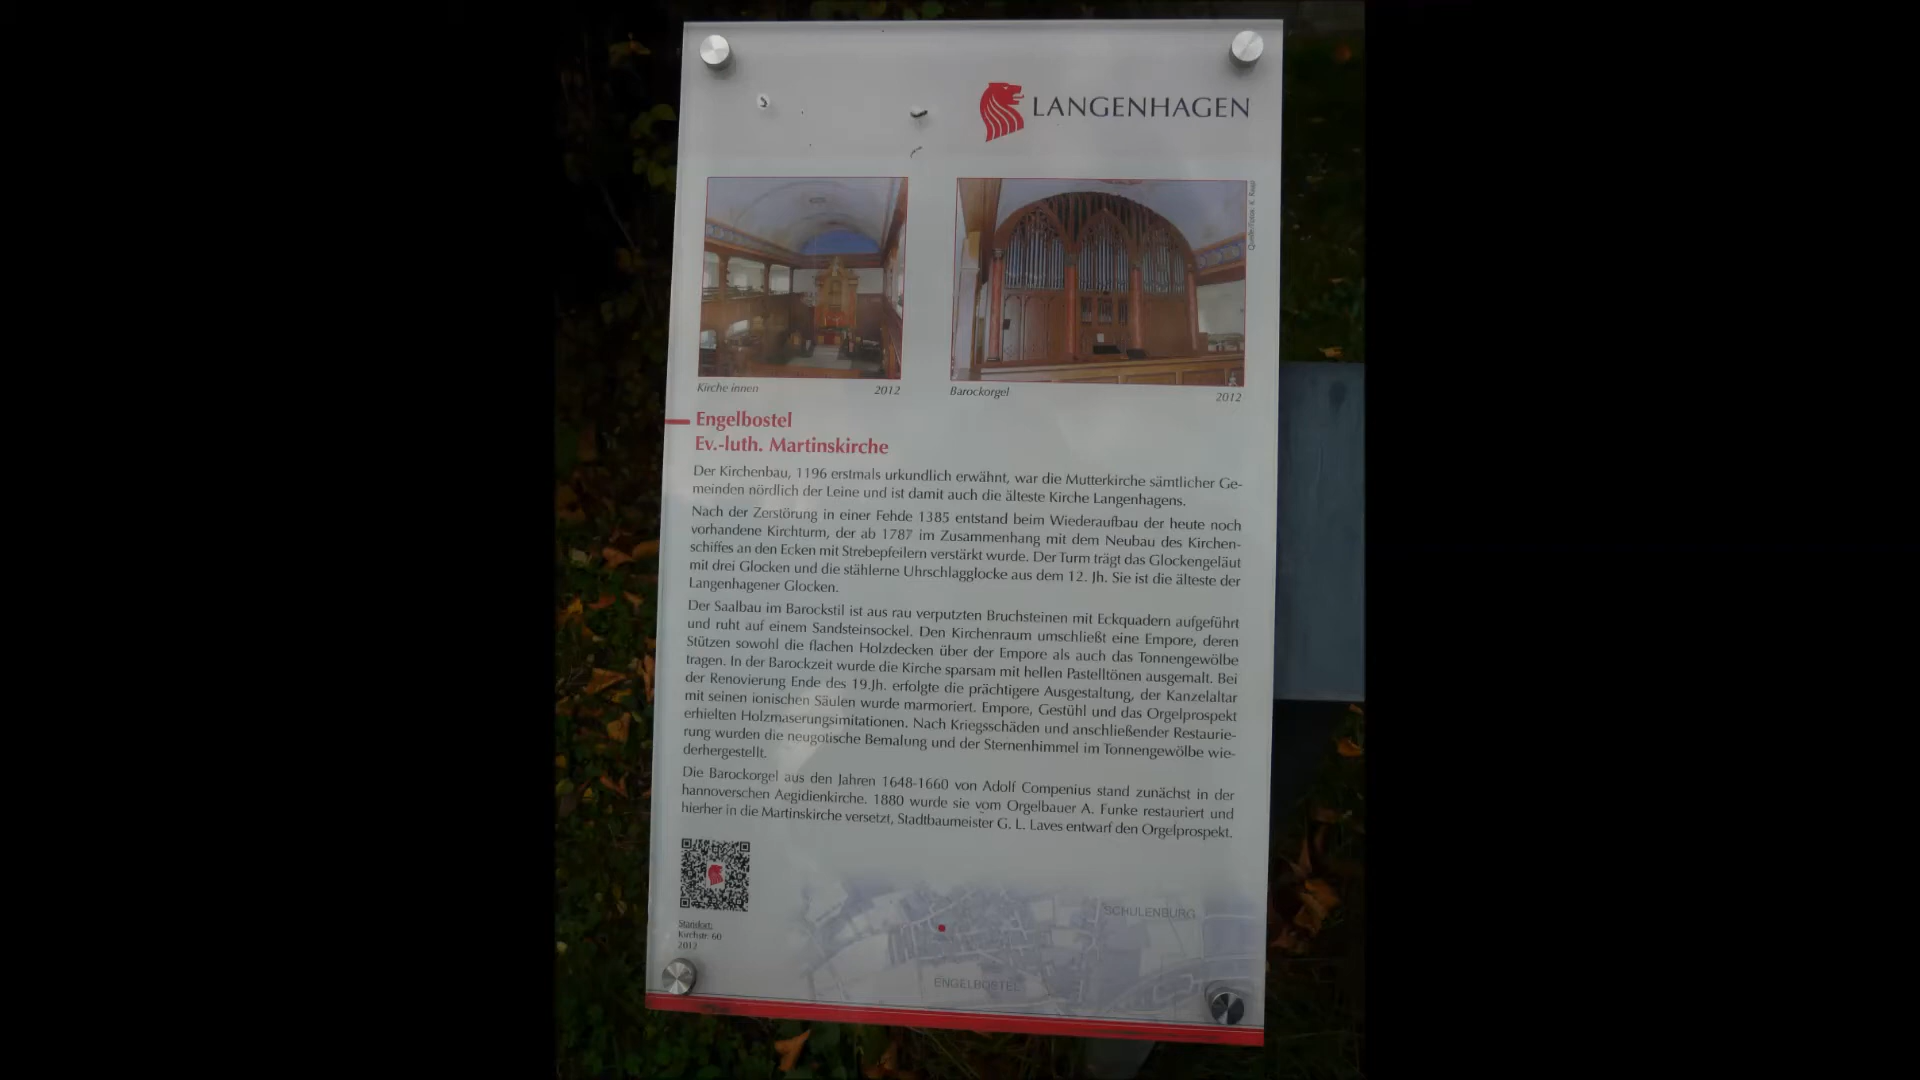 LANGENHAGEN
Quelle/Fotos: K. Raap
Kirche innen 2012
Barockorgel 2012
Engelbostel
Ev.-luth. Martinskirche
Der Kirchenbau, 1196 erstmals urkundlich erwähnt, war die Mutterkirche sämtlicher Ge-
meinden nördlich der Leine und ist damit auch die älteste Kirche Langenhagens.
Nach der Zerstörung in einer Fehde 1385 entstand beim Wiederaufbau der heute noch
vorhandene Kirchturm, der ab 1787 im Zusammenhang mit dem Neubau des Kirchen-
schiffes an den Ecken mit Strebepfeilern verstärkt wurde. Der Turm trägt das Glockengeläut
mit drei Glocken und die stählerne Uhrschlagglocke aus dem 12. Jh. Sie ist die älteste der
Langenhagener Glocken.
Der Saalbau im Barockstil ist aus rau verputzten Bruchsteinen mit Eckquadern aufgeführt
und ruht auf einem Sandsteinsockel. Den Kirchenraum umschließt eine Empore, deren
Stützen sowohl die flachen Holzdecken über der Empore als auch das Tonnengewölbe
tragen. In der Barockzeit wurde die Kirche sparsam mit hellen Pastelltönen ausgemalt. Bei
der Renovierung Ende des 19.Jh. erfolgte die prächtigere Ausgestaltung, der Kanzelaltar
mit seinen ionischen Säulen wurde marmoriert. Empore, Gestühl und das Orgelprospekt
erhielten Holzmaserungsimitationen. Nach Kriegsschäden und anschließender Restaurie-
rung wurden die neugotische Bemalung und der Sternenhimmel im Tonnengewölbe wie-
derhergestellt.
Die Barockorgel aus den Jahren 1648-1660 von Adolf Compenius stand zunächst in der
hannoverschen Aegidienkirche. 1880 wurde sie vom Orgelbauer A. Funke restauriert und
hierher in die Martinskirche versetzt, Stadtbaumeister G. L. Laves entwarf den Orgelprospekt.
Standort:
Kirchstr. 60
2012
SCHULENBURG
ENGELBOSTEL